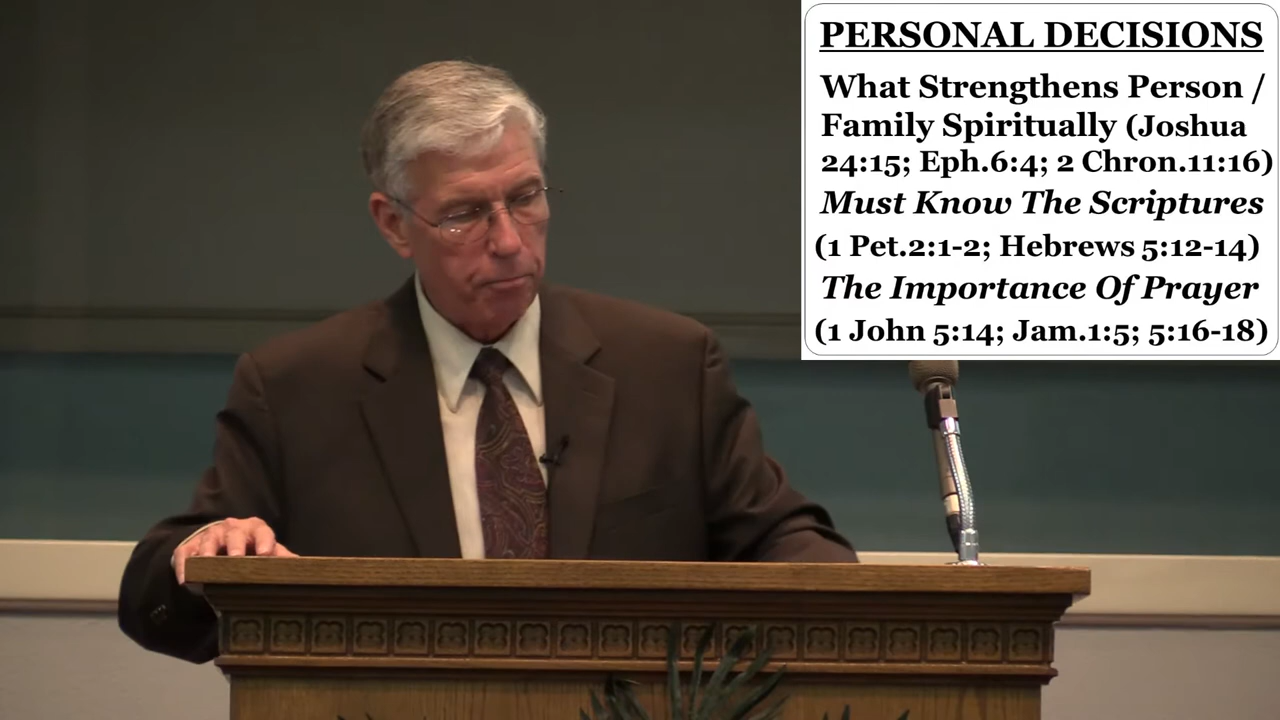 PERSONAL DECISIONS
What Strengthens Person /
Family Spiritually (Joshua
24:15; Eph.6:4; 2 Chron.11:16)
Must Know The Scriptures
(1 Pet.2:1-2; Hebrews 5:12-14)
The Importance Of Prayer
(1 John 5:14; Jam.1:5; 5:16-18)